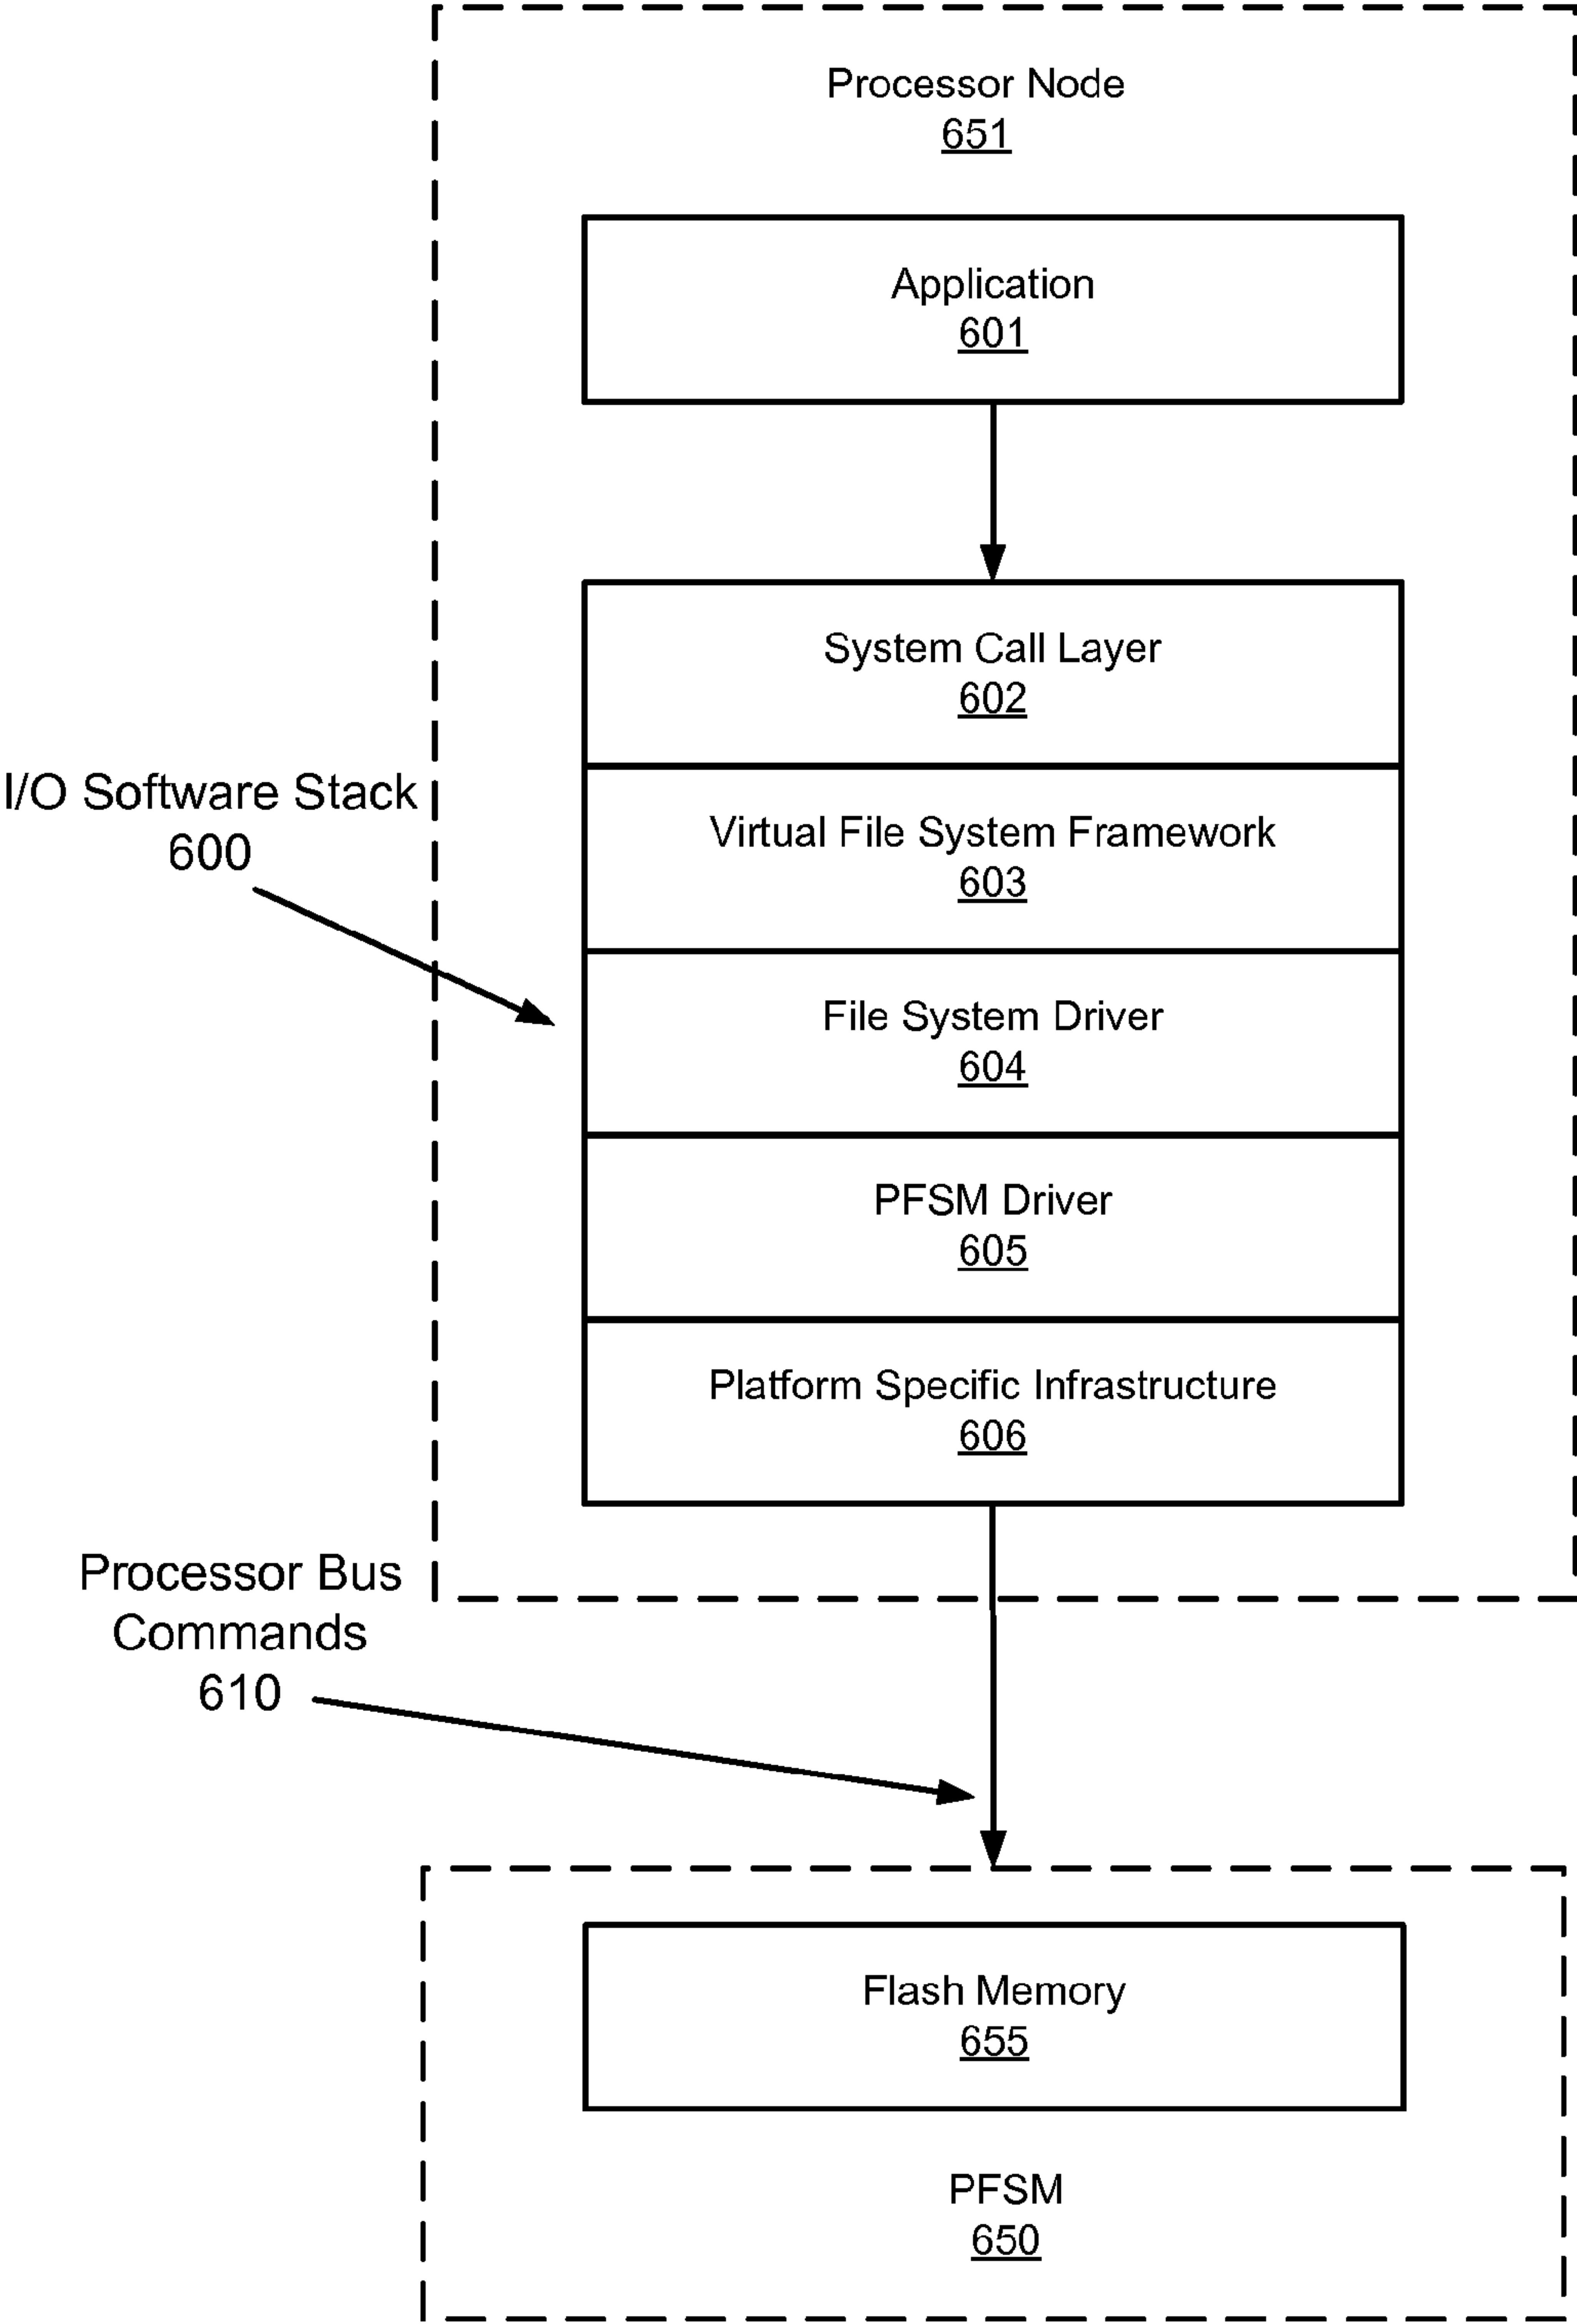 Processor Node
651
Application
601
System Call Layer
602
I/O Software Stack
600
Virtual File System Framework
603
File System Driver
604
PFSM Driver
605
Platform Specific Infrastructure
606
Processor Bus
Commands
610
Flash Memory
655
PFSM
650